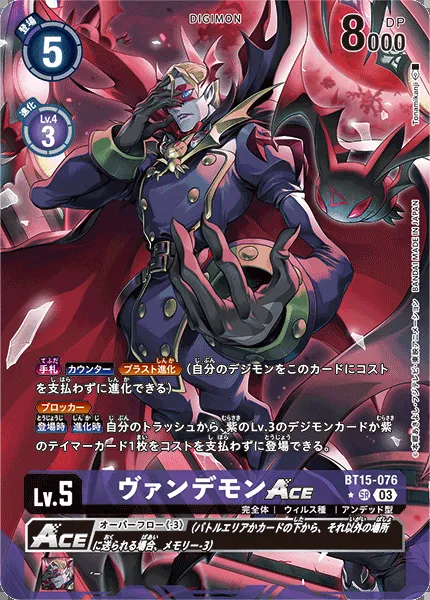 DIGIMON
登場
5
DP
8000
進化
Lv.4
3
Tonamikanji
BANDAI MADE IN JAPAN
手札 カウンター ブラスト進化 (自分のデジモンをこのカードにコスト
を支払わずに進化できる)
ブロッカー
登場時 進化時 自分のトラッシュから、紫のLv.3のデジモンカードか紫
のテイマーカード1枚をコストを支払わずに登場できる。
Lv.5
ヴァンデモンACE
BT15-076
SR 03
完全体 | ウィルス種 | アンデッド型
ACE
オーバーフロー《-3》 (バトルエリアかカードの下から、それ以外の場所
に送られる場合、メモリー-3)